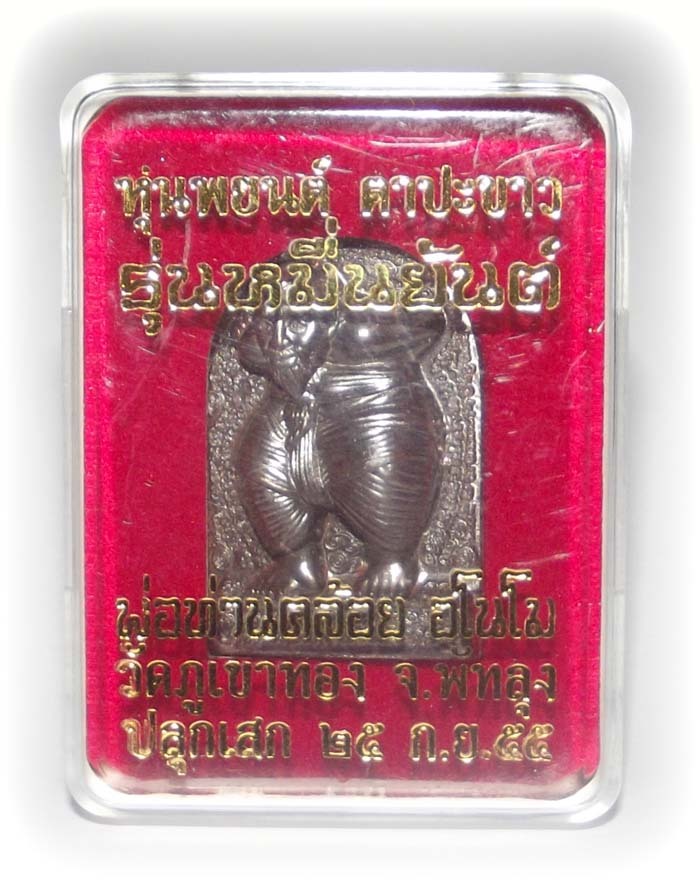 หุ่นพยนต์ ตาปะขาว
รุ่นหมื่นยันต์
พ่อท่านคล้อย อโนโม
วัดภูเขาทอง จ.พัทลุง
ปลุกเสก ๒๕ ก.ย.๕๕